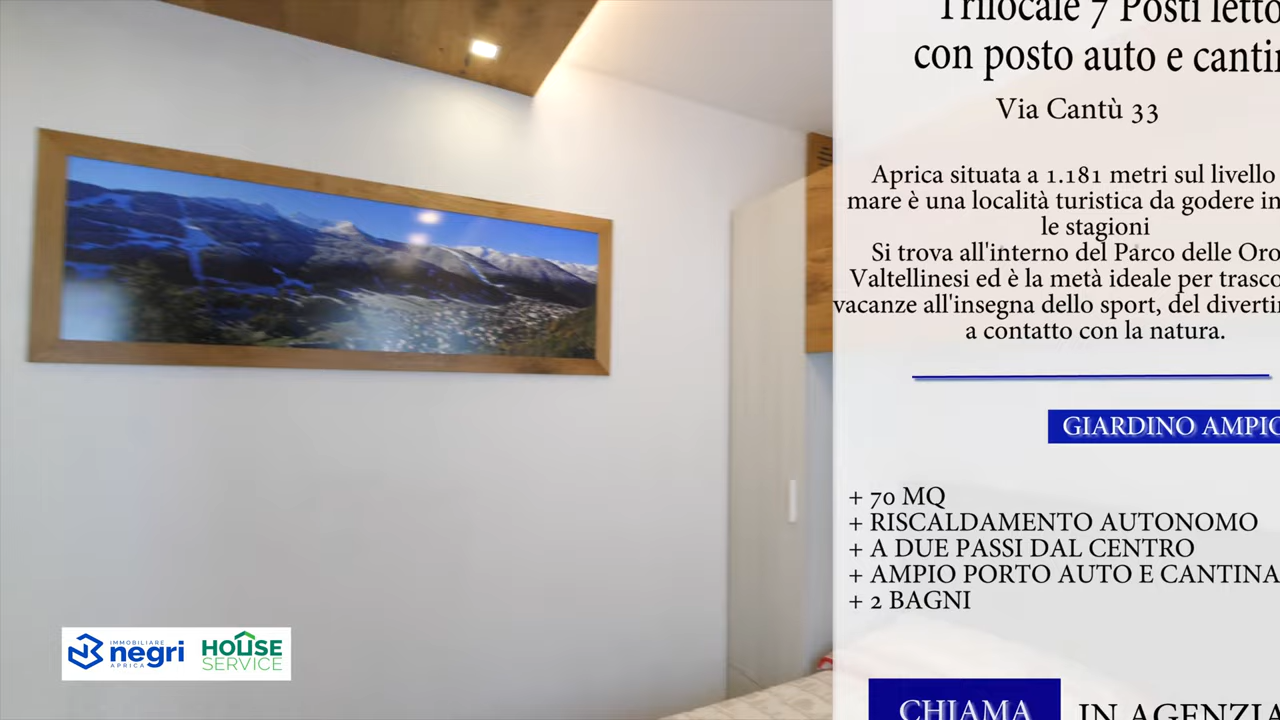 Trilocale 7 Posti letto
con posto auto e cantin
Via Cantù 33
Aprica situata a 1.181 metri sul livello
mare è una località turistica da godere in
le stagioni
Si trova all'interno del Parco delle Oro
Valtellinesi ed è la metà ideale per trasco
vacanze all'insegna dello sport, del divertin
a contatto con la natura.
GIARDINO AMPIO
+ 70 MQ
+ RISCALDAMENTO AUTONOMO
+ A DUE PASSI DAL CENTRO
+ AMPIO PORTO AUTO E CANTINA
+ 2 BAGNI
CHIAMA IN AGENZIA
IMMOBILIARE
negri
APRICA
HOUSE
SERVICE